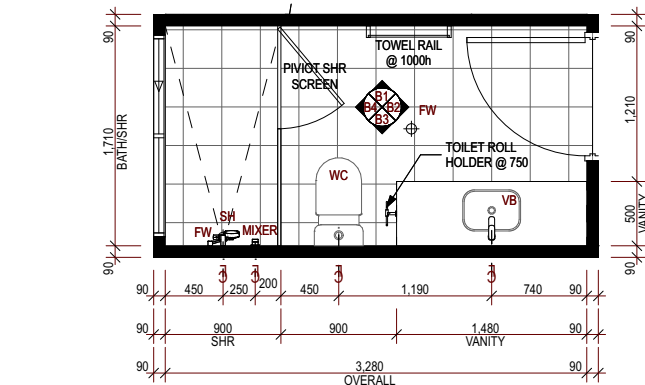 90
1,710
BATH/SHR
90
TOWEL RAIL
@ 1000h
PIVIOT SHR
SCREEN
B1
B4 B2
B3
FW
TOILET ROLL
HOLDER @ 750
WC
VB
SH
FW
MIXER
90
1,210
500
VANITY
90
90 450 250 200 450 1,190 740 90
90 900 900 1,480 90
SHR VANITY
90 3,280 90
OVERALL